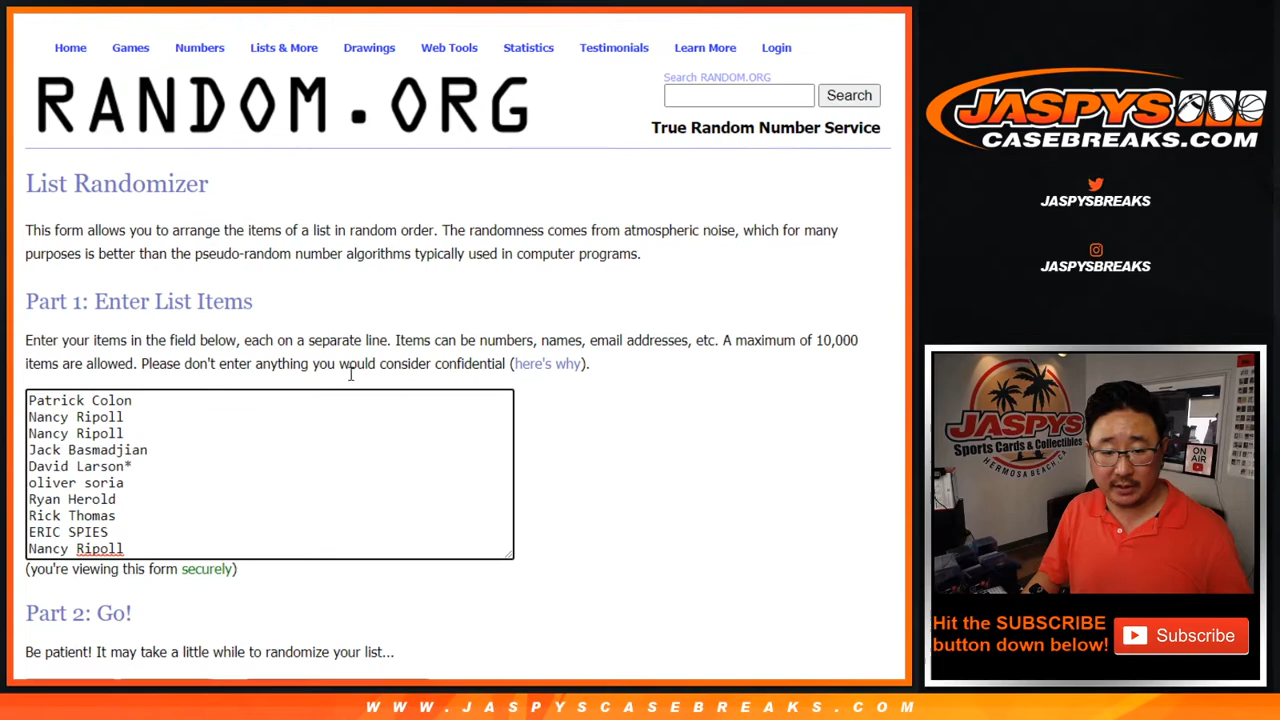 Home Games Numbers Lists & More Drawings Web Tools Statistics Testimonials Learn More Login
RANDOM.ORG
Search RANDOM.ORG
Search
True Random Number Service
List Randomizer
This form allows you to arrange the items of a list in random order. The randomness comes from atmospheric noise, which for many
purposes is better than the pseudo-random number algorithms typically used in computer programs.
Part 1: Enter List Items
Enter your items in the field below, each on a separate line. Items can be numbers, names, email addresses, etc. A maximum of 10,000
items are allowed. Please don't enter anything you would consider confidential (here's why).
Patrick Colon
Nancy Ripoll
Nancy Ripoll
Jack Basmadjian
David Larson*
oliver soria
Ryan Herold
Rick Thomas
ERIC SPIES
Nancy Ripoll
(you're viewing this form securely)
Part 2: Go!
Be patient! It may take a little while to randomize your list...
JASPYS
CASEBREAKS.COM
JASPYSBREAKS
JASPYSBREAKS
JASPYS
Sports Cards & Collectibles
HERMOSA BEACH, CA
ON AIR
Hit the SUBSCRIBE
button down below!
Subscribe
WWW.JASPYSCASEBREAKS.COM